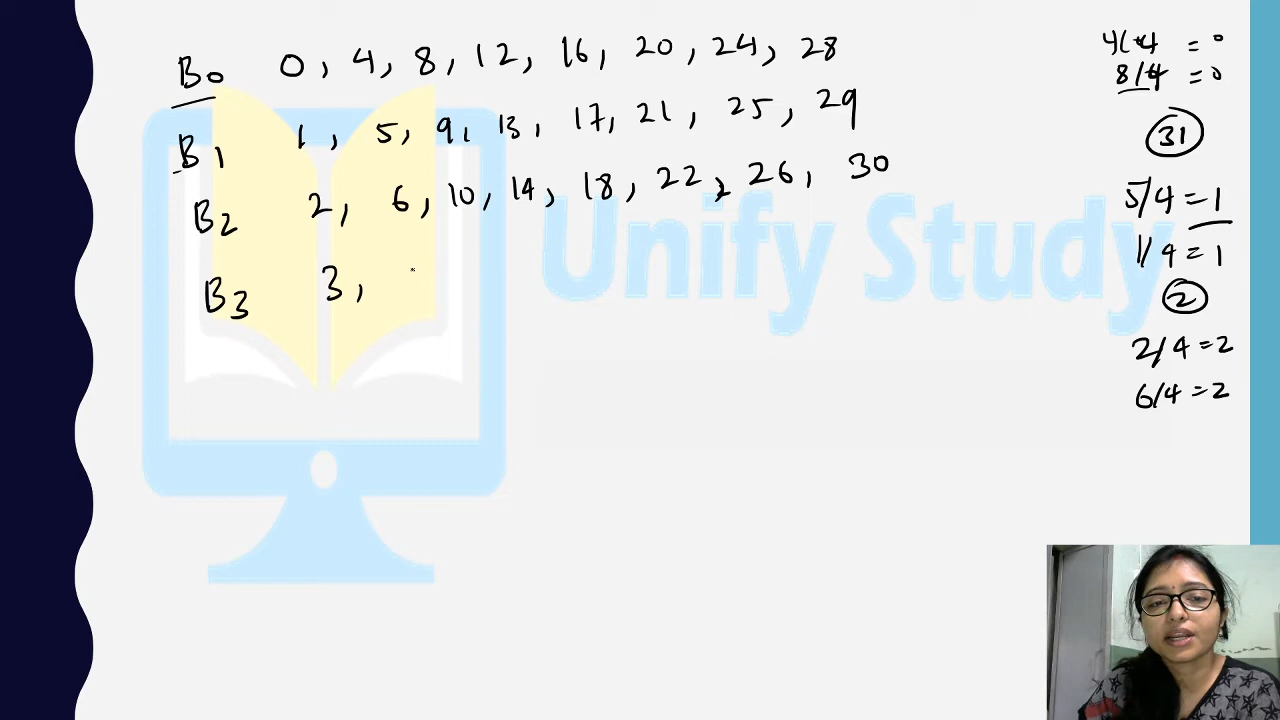 B0 0, 4, 8, 12, 16, 20, 24, 28
B1 1, 5, 9, 13, 17, 21, 25, 29
B2 2, 6, 10, 14, 18, 22, 26, 30
B3 3,
Unify Study
4/4 = 0
8/4 = 0
31
5/4 = 1
1/4 = 1
2
2/4 = 2
6/4 = 2